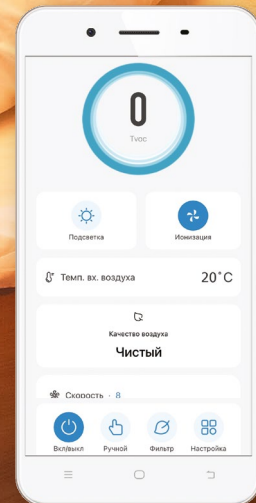 0
Tvoc
Подсветка
Ионизация
Темп. вх. воздуха 20°C
Качество воздуха
Чистый
Скорость · 8
Вкл/выкл Ручной Фильтр Настройка